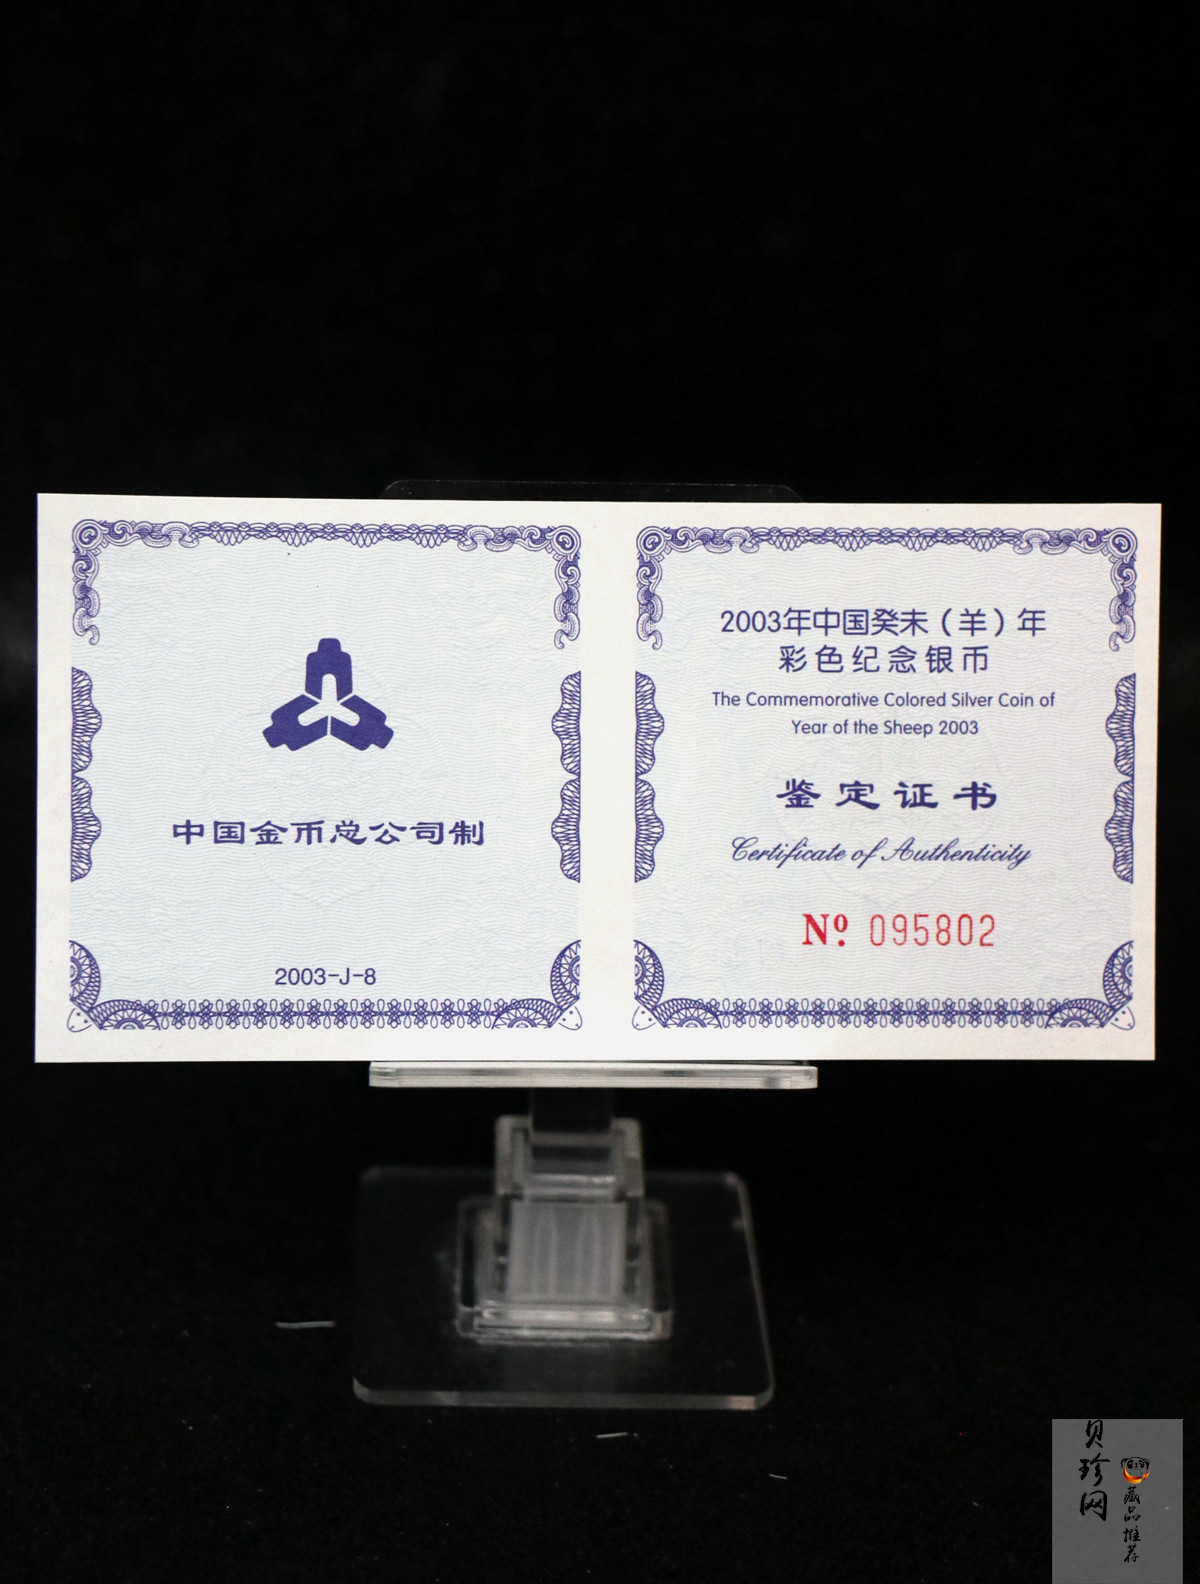 中国金币总公司制
2003-J-8
2003年中国癸未（羊）年
彩色纪念银币
The Commemorative Colored Silver Coin of
Year of the Sheep 2003
鉴定证书
Certificate of Authenticity
Nº 095802
贝珍网
藏品推荐